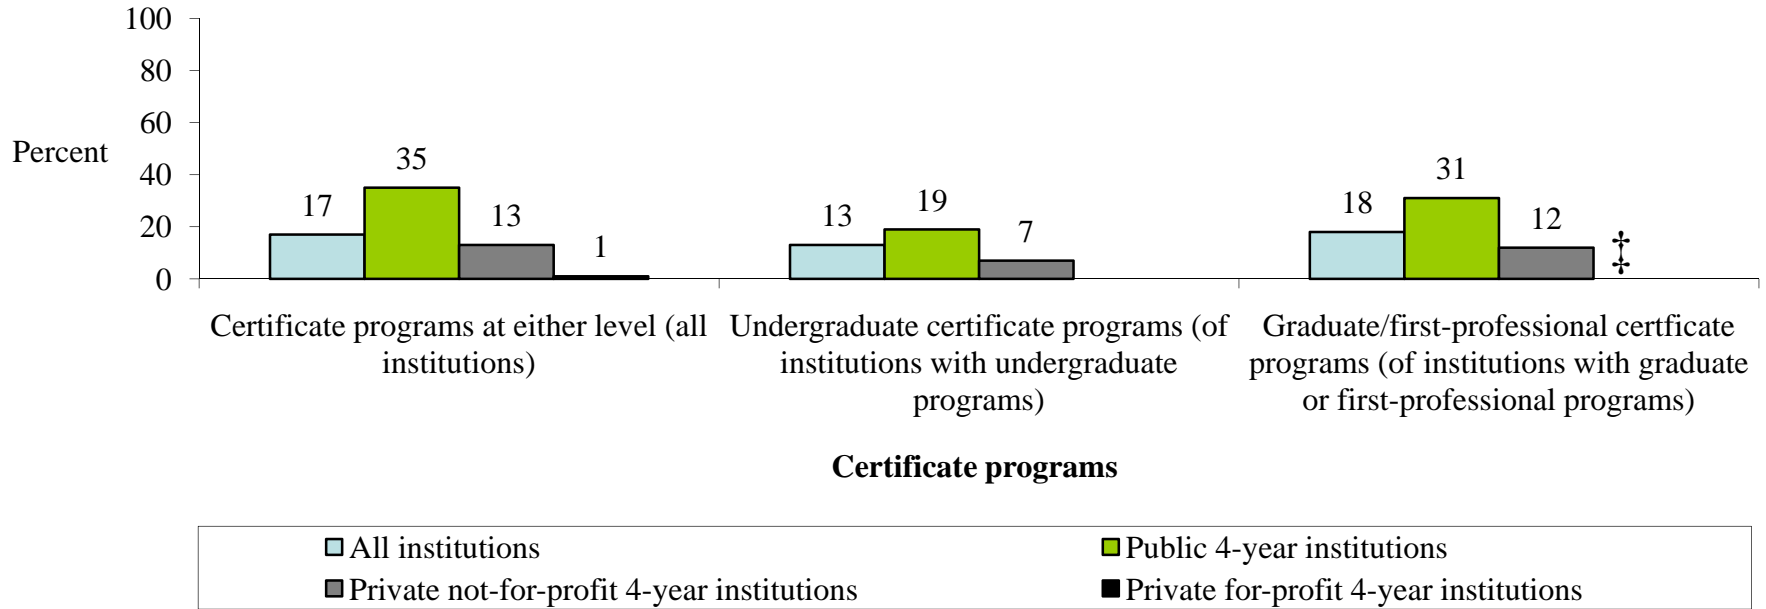 100
80
60
40
20
0
Percent
17
35
13
1
13
19
7
18
31
12
‡
Certificate programs at either level (all
institutions)
Undergraduate certificate programs (of
institutions with undergraduate
programs)
Graduate/first-professional certficate
programs (of institutions with graduate
or first-professional programs)
Certificate programs
All institutions
Public 4-year institutions
Private not-for-profit 4-year institutions
Private for-profit 4-year institutions